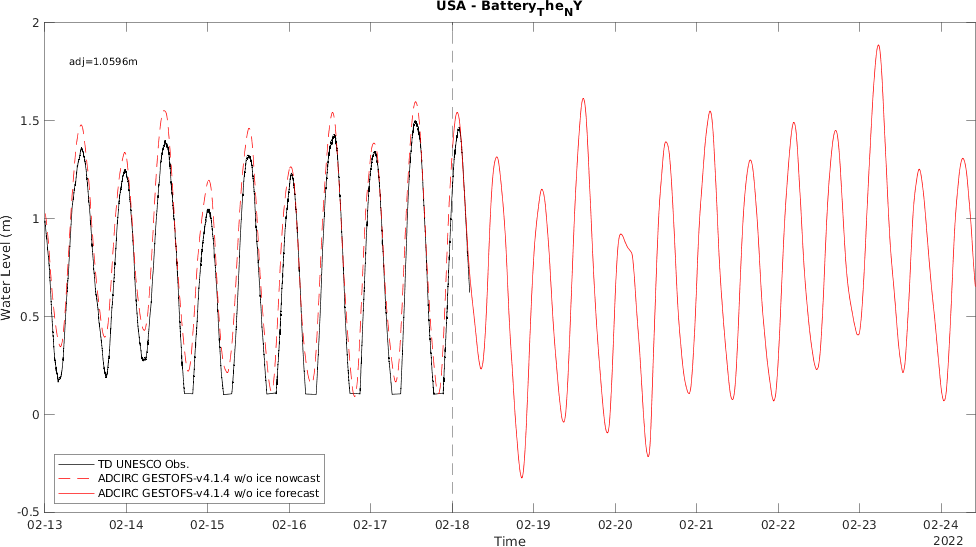 USA - Battery_The_NY
adj=1.0596m
Water Level (m)
2
1.5
1
0.5
0
-0.5
TD UNESCO Obs.
ADCIRC GESTOFS-v4.1.4 w/o ice nowcast
ADCIRC GESTOFS-v4.1.4 w/o ice forecast
02-13 02-14 02-15 02-16 02-17 02-18 02-19 02-20 02-21 02-22 02-23 02-24
Time
2022